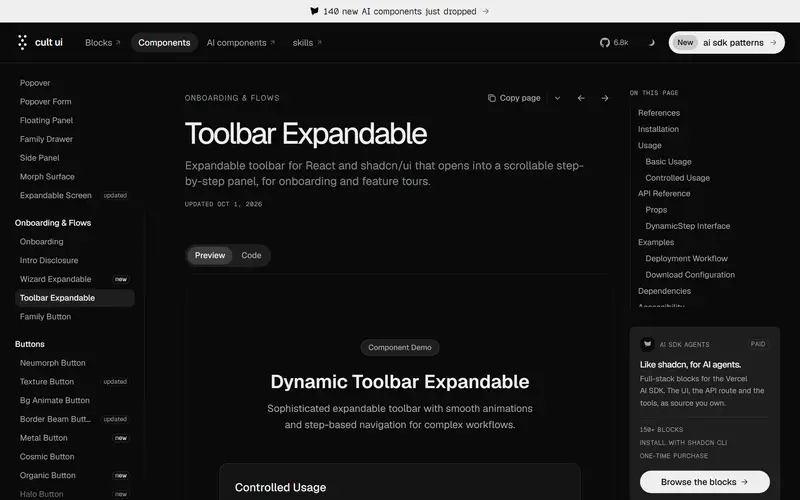 140 new AI components just dropped →
cult ui
Blocks ↗
Components
AI components ↗
skills ↗
6.8k
New ai sdk patterns →
Popover
Popover Form
Floating Panel
Family Drawer
Side Panel
Morph Surface
Expandable Screen updated
Onboarding & Flows
Onboarding
Intro Disclosure
Wizard Expandable new
Toolbar Expandable
Family Button
Buttons
Neumorph Button
Texture Button updated
Bg Animate Button
Border Beam Butt... updated
Metal Button new
Cosmic Button
Organic Button new
Halo Button
ONBOARDING & FLOWS
Copy page
← →
Toolbar Expandable
Expandable toolbar for React and shadcn/ui that opens into a scrollable step-
by-step panel, for onboarding and feature tours.
UPDATED OCT 1, 2026
Preview
Code
Component Demo
Dynamic Toolbar Expandable
Sophisticated expandable toolbar with smooth animations
and step-based navigation for complex workflows.
Controlled Usage
ON THIS PAGE
References
Installation
Usage
Basic Usage
Controlled Usage
API Reference
Props
DynamicStep Interface
Examples
Deployment Workflow
Download Configuration
Dependencies
Accessibility
AI SDK AGENTS PAID
Like shadcn, for AI agents.
Full-stack blocks for the Vercel
AI SDK. The UI, the API route and the
tools, as source you own.
150+ BLOCKS
INSTALL WITH SHADCN CLI
ONE-TIME PURCHASE
Browse the blocks →